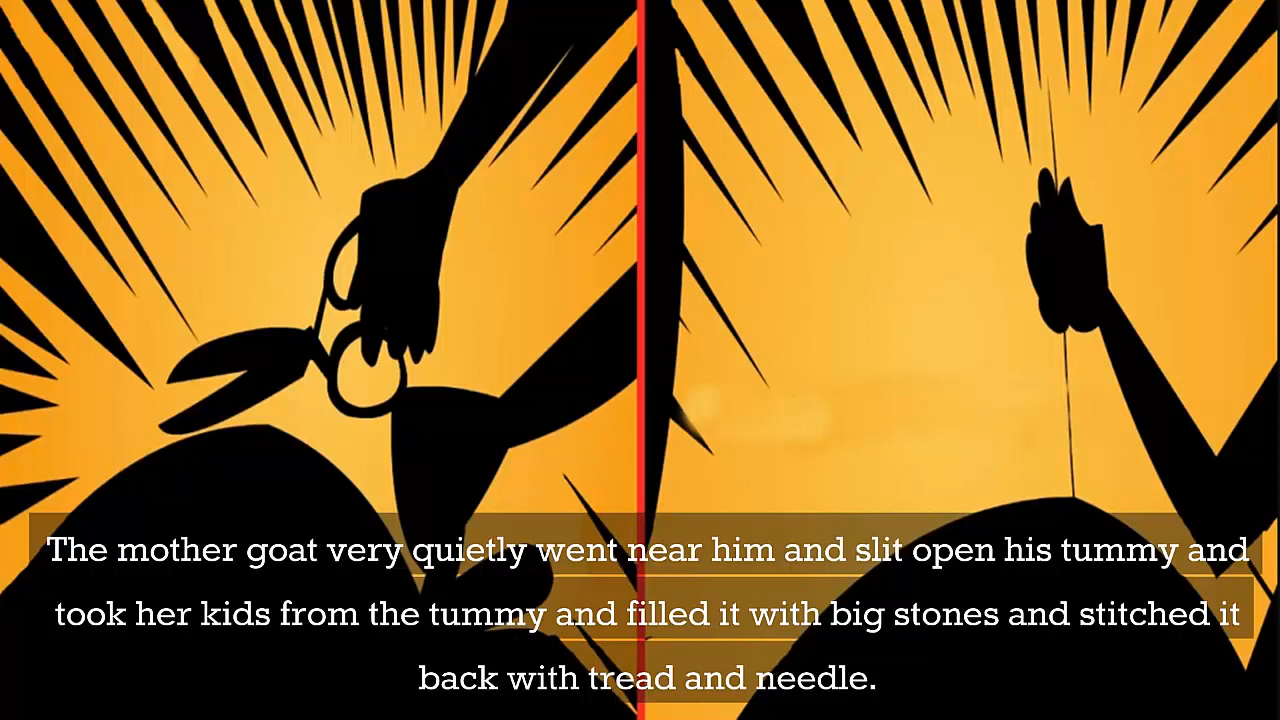 The mother goat very quietly went near him and slit open his tummy and
took her kids from the tummy and filled it with big stones and stitched it
back with tread and needle.